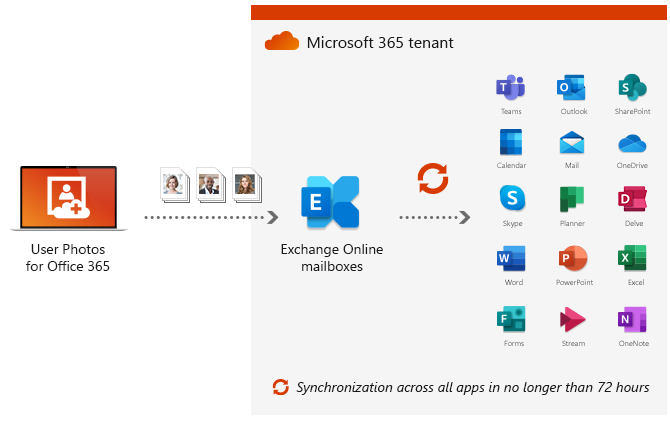 Microsoft 365 tenant
T
Teams
O
Outlook
S
SharePoint
Calendar
Mail
OneDrive
S
Skype
Planner
D
Delve
W
Word
P
PowerPoint
X
Excel
F
Forms
Stream
N
OneNote
User Photos
for Office 365
E
Exchange Online
mailboxes
Synchronization across all apps in no longer than 72 hours